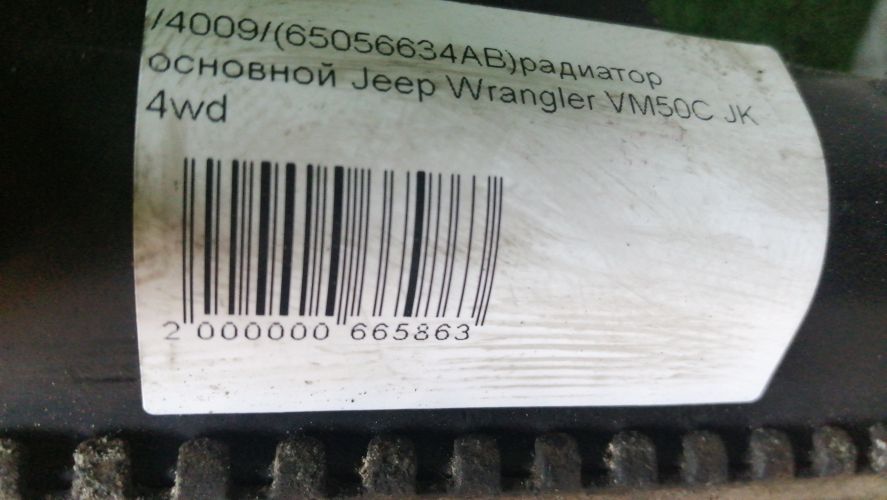 /4009/(65056634AB)радиатор
основной Jeep Wrangler VM50C JK
4wd
2 000000 665863